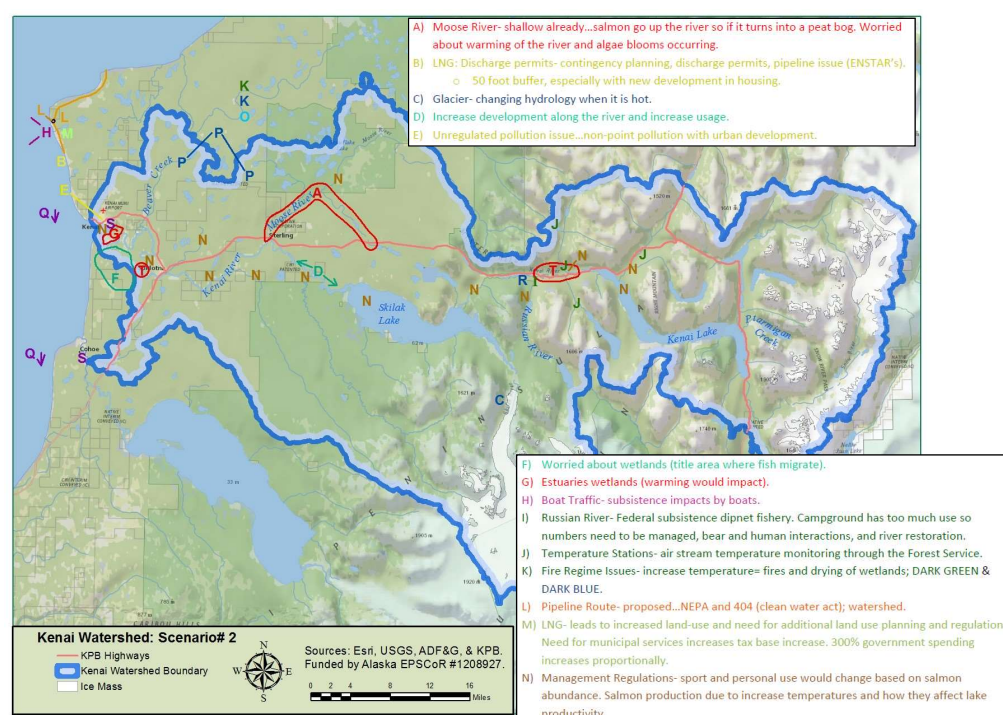 A) Moose River- shallow already...salmon go up the river so if it turns into a peat bog. Worried
about warming of the river and algae blooms occurring.
B) LNG: Discharge permits- contingency planning, discharge permits, pipeline issue (ENSTAR's).
o 50 foot buffer, especially with new development in housing.
C) Glacier- changing hydrology when it is hot.
D) Increase development along the river and increase usage.
E) Unregulated pollution issue...non-point pollution with urban development.
K
K
O
L
L
H
M
B
E
Q
P
P
P
Beaver Creek
Moose River
A
N
Sterling
Kenai
S
N
G
N
F
N
N
N
N
N
Kenai River
D
N
Skilak
Lake
N
N
R
I
T
J
J
J
J
N
N
N
Russian River
Kenai Lake
Ptarmigan
Creek
Cohoe
Q
S
C
F) Worried about wetlands (title area where fish migrate).
G) Estuaries wetlands (warming would impact).
H) Boat Traffic- subsistence impacts by boats.
I) Russian River- Federal subsistence dipnet fishery. Campground has too much use so
numbers need to be managed, bear and human interactions, and river restoration.
J) Temperature Stations- air stream temperature monitoring through the Forest Service.
K) Fire Regime Issues- increase temperature= fires and drying of wetlands; DARK GREEN &
DARK BLUE.
L) Pipeline Route- proposed...NEPA and 404 (clean water act); watershed.
M) LNG- leads to increased land-use and need for additional land use planning and regulation
Need for municipal services increases tax base increase. 300% government spending
increases proportionally.
N) Management Regulations- sport and personal use would change based on salmon
abundance. Salmon production due to increase temperatures and how they affect lake
productivity.
Kenai Watershed: Scenario# 2
KPB Highways
Kenai Watershed Boundary
Ice Mass
N
W E
S
Sources: Esri, USGS, ADF&G, & KPB.
Funded by Alaska EPSCoR #1208927.
0 2 4 8 12 16
Miles